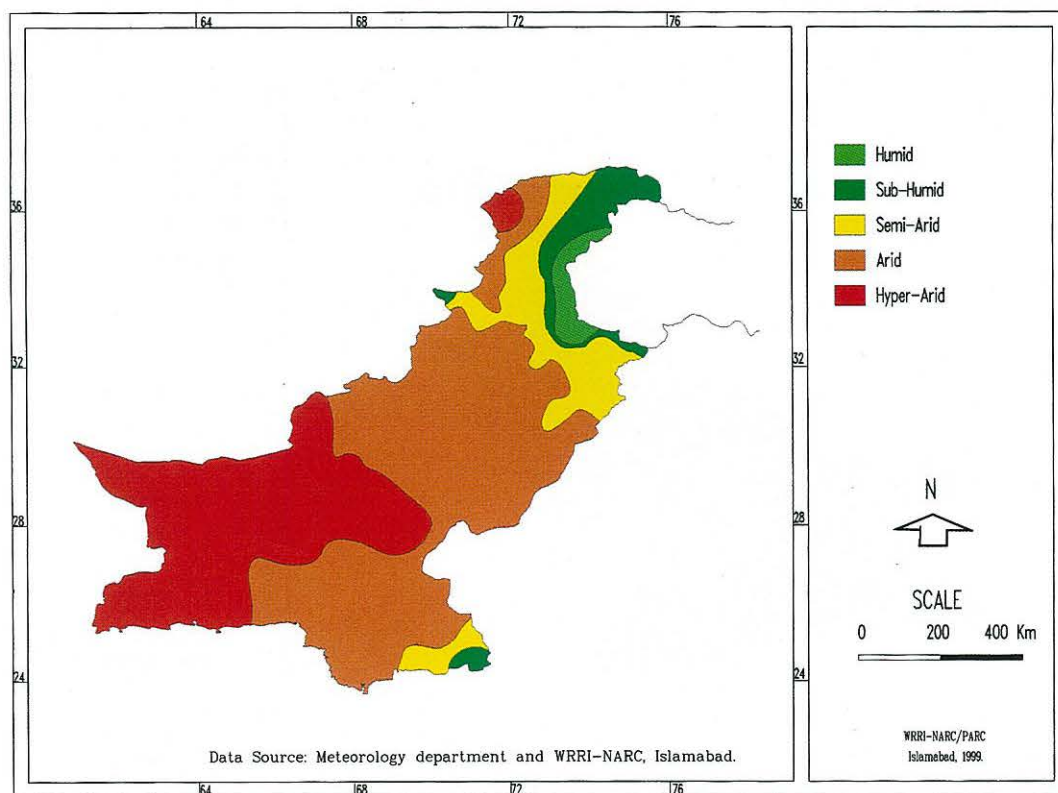 64 68 72 76
36 36
32 32
28 28
24 24
64 68 72 76
Data Source: Meteorology department and WRRI-NARC, Islamabad.
Humid
Sub-Humid
Semi-Arid
Arid
Hyper-Arid
N
SCALE
0 200 400 Km
WRRI-NARC/PARC
Islamabad, 1999.